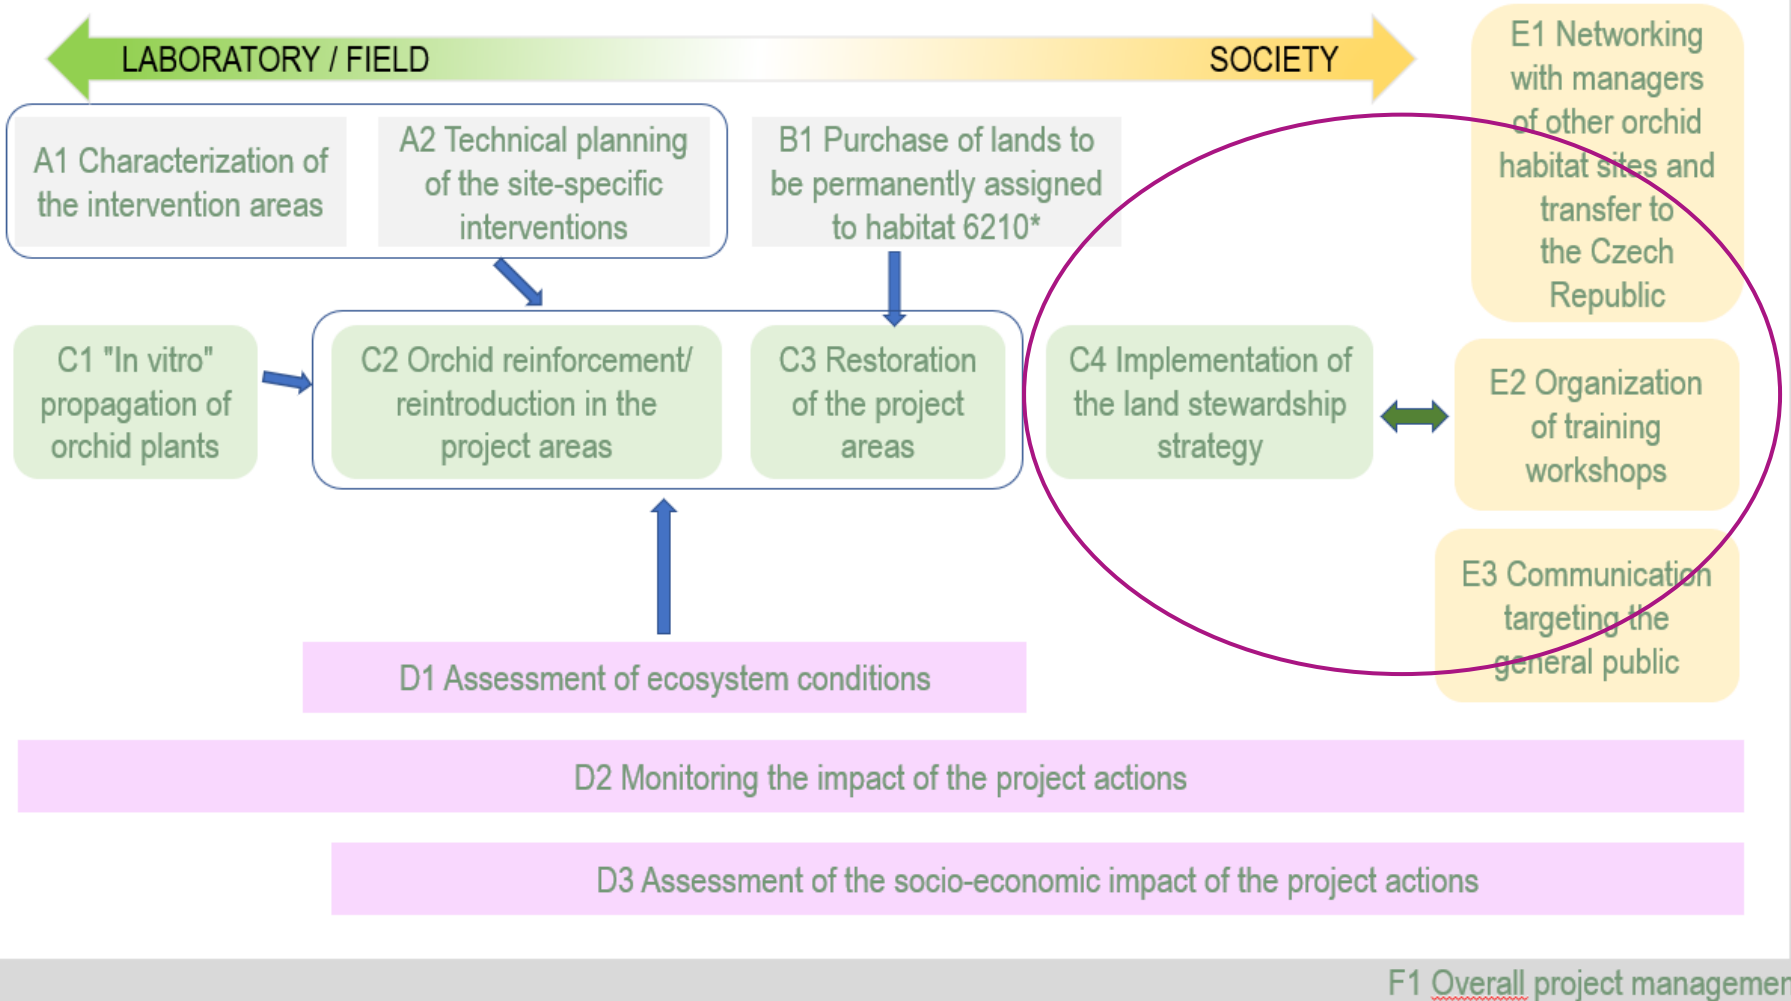 LABORATORY / FIELD
SOCIETY
E1 Networking
with managers
of other orchid
habitat sites and
transfer to
the Czech
Republic
A1 Characterization of
the intervention areas
A2 Technical planning
of the site-specific
interventions
B1 Purchase of lands to
be permanently assigned
to habitat 6210*
C1 "In vitro"
propagation of
orchid plants
C2 Orchid reinforcement/
reintroduction in the
project areas
C3 Restoration
of the project
areas
C4 Implementation of
the land stewardship
strategy
E2 Organization
of training
workshops
E3 Communication
targeting the
general public
D1 Assessment of ecosystem conditions
D2 Monitoring the impact of the project actions
D3 Assessment of the socio-economic impact of the project actions
F1 Overall project managemen